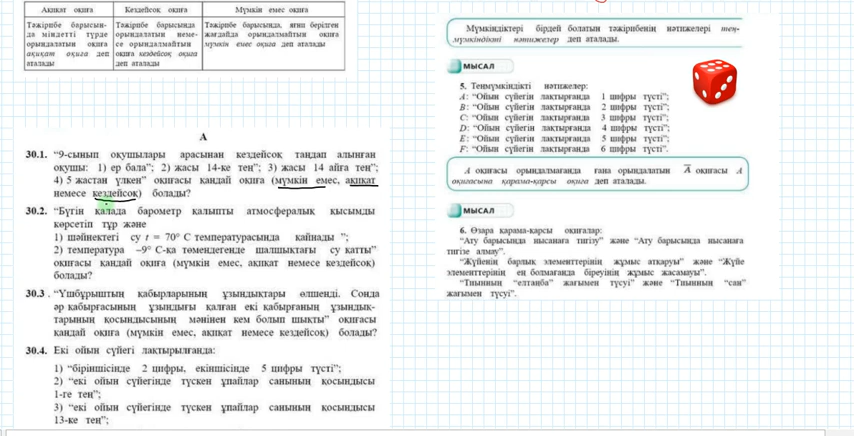 Ақиқат оқиға
Кездейсоқ оқиға
Мүмкін емес оқиға
Тәжірибе барысын-
да міндетті түрде
орындалатын оқиға
ақиқат оқиға деп
аталады
Тәжірибе барысында
орындалатын неме-
се орындалмайтын
оқиға кездейсоқ оқиға
деп аталады
Тәжірибе барысында, яғни берілген
жағдайда орындалмайтын оқиға
мүмкін емес оқиға деп аталады
А
30.1. “9-сынып оқушылары арасынан кездейсоқ таңдап алынған
оқушы: 1) ер бала”; 2) жасы 14-ке тең”; 3) жасы 14 айға тең”;
4) 5 жастан үлкен” оқиғасы қандай оқиға (мүмкін емес, ақиқат
немесе кездейсоқ) болады?
30.2. “Бүгін қалада барометр қалыпты атмосфералық қысымды
көрсетіп тұр және
1) шәйнектегі су t = 70° С температурасында қайнады ”;
2) температура –9° С-қа төмендегенде шалшықтағы су қатты”
оқиғасы қандай оқиға (мүмкін емес, ақиқат немесе кездейсоқ)
болады?
30.3 . “Үшбұрыштың қабырғаларының ұзындықтары өлшенді. Сонда
әр қабырғасының ұзындығы қалған екі қабырғаның ұзындық-
тарының қосындысының мәнінен кем болып шықты” оқиғасы
қандай оқиға (мүмкін емес, ақиқат немесе кездейсоқ) болады?
30.4. Екі ойын сүйегі лақтырылғанда:
1) “біріншісінде 2 цифры, екіншісінде 5 цифры түсті”;
2) “екі ойын сүйегінде түскен ұпайлар санының қосындысы
1-ге тең”;
3) “екі ойын сүйегінде түскен ұпайлар санының қосындысы
13-ке тең”;
Мүмкіндіктері бірдей болатын тәжірибенің нәтижелері тең-
мүмкіндікті нәтижелер деп аталады.
МЫСАЛ
5. Теңмүмкіндікті нәтижелер:
А: “Ойын сүйегін лақтырғанда 1 цифры түсті”;
В: “Ойын сүйегін лақтырғанда 2 цифры түсті”;
С: “Ойын сүйегін лақтырғанда 3 цифры түсті”;
D: “Ойын сүйегін лақтырғанда 4 цифры түсті”;
Е: “Ойын сүйегін лақтырғанда 5 цифры түсті”;
F: “Ойын сүйегін лақтырғанда 6 цифры түсті”.
А оқиғасы орындалмағанда ғана орындалатын А̅ оқиғасы А
оқиғасына қарама-қарсы оқиға деп аталады.
МЫСАЛ
6. Өзара қарама-қарсы оқиғалар:
“Ату барысында нысанаға тигізу” және “Ату барысында нысанаға
тигізе алмау”.
“Жүйенің барлық элементтерінің жұмыс атқаруы” және “Жүйе
элементтерінің ең болмағанда біреуінің жұмыс жасамауы”.
“Тиынның “елтаңба” жағымен түсуі” және “Тиынның “сан”
жағымен түсуі”.